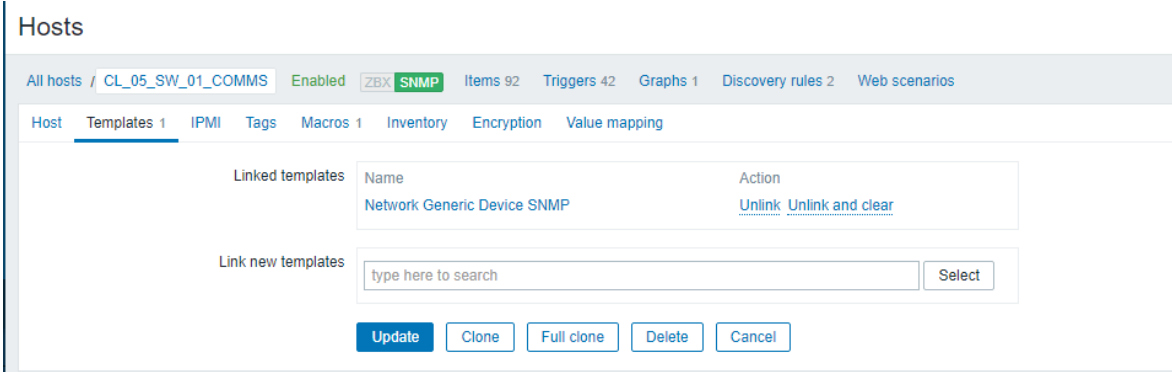 Hosts
All hosts / CL_05_SW_01_COMMS Enabled ZBX SNMP Items 92 Triggers 42 Graphs 1 Discovery rules 2 Web scenarios
Host Templates 1 IPMI Tags Macros 1 Inventory Encryption Value mapping
Linked templates Name Action
Network Generic Device SNMP Unlink Unlink and clear
Link new templates type here to search Select
Update Clone Full clone Delete Cancel